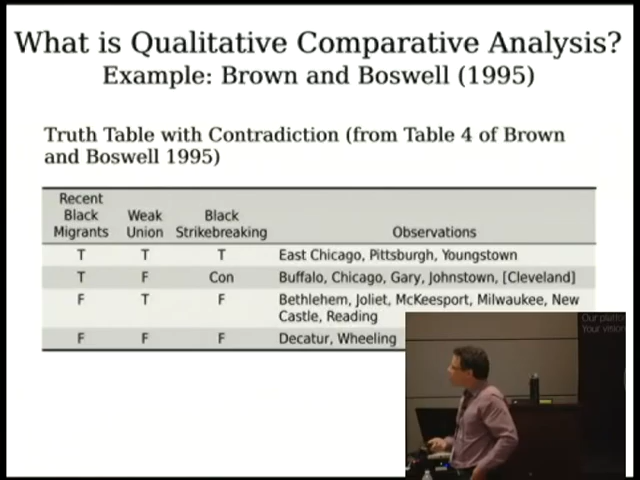 What is Qualitative Comparative Analysis?
Example: Brown and Boswell (1995)
Truth Table with Contradiction (from Table 4 of Brown
and Boswell 1995)
Recent
Black Weak Black
Migrants Union Strikebreaking Observations
T T T East Chicago, Pittsburgh, Youngstown
T F Con Buffalo, Chicago, Gary, Johnstown, [Cleveland]
F T F Bethlehem, Joliet, McKeesport, Milwaukee, New
Castle, Reading
F F F Decatur, Wheeling
Our platfo
Your vision